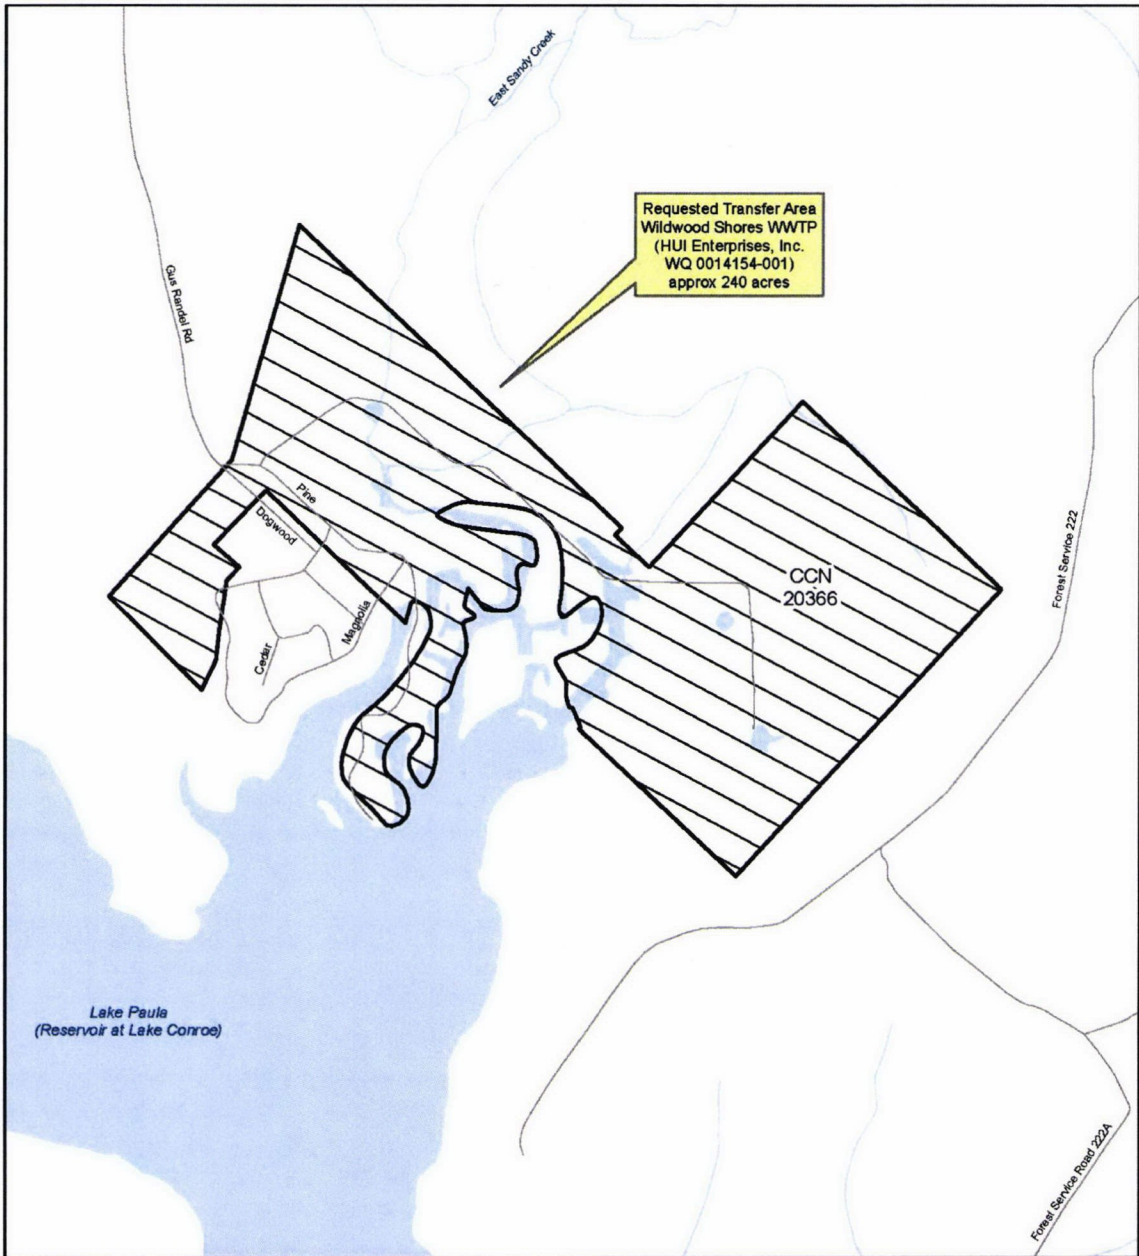 East Sandy Creek
Requested Transfer Area
Wildwood Shores WWTP
(HUI Enterprises, Inc.
WQ 0014154-001)
approx 240 acres
Gus Randel Rd
Pine
Dogwood
Forest Service 222
CCN
20366
Magnolia
Cedar
Lake Paula
(Reservoir at Lake Conroe)
Forest Service Road 222A